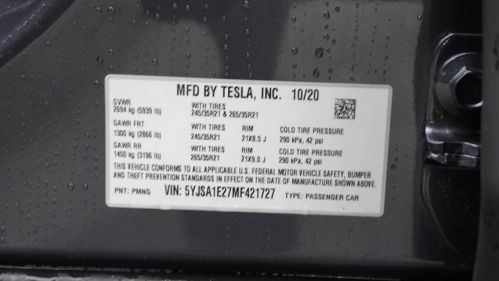 MFD BY TESLA, INC. 10/20
GVWR WITH TIRES
2694 kg (5939 lb) 245/35R21 & 265/35R21
GAWR FRT WITH TIRES RIM COLD TIRE PRESSURE
1300 kg (2866 lb) 245/35R21 21X8.5 J 290 kPa, 42 psi
GAWR RR WITH TIRES RIM COLD TIRE PRESSURE
1450 kg (3196 lb) 265/35R21 21X9.0 J 290 kPa, 42 psi
THIS VEHICLE CONFORMS TO ALL APPLICABLE U.S. FEDERAL MOTOR VEHICLE SAFETY, BUMPER
AND THEFT PREVENTION STANDARDS IN EFFECT ON THE DATE OF MANUFACTURE SHOWN ABOVE.
PNT: PMNG VIN: 5YJSA1E27MF421727 TYPE: PASSENGER CAR